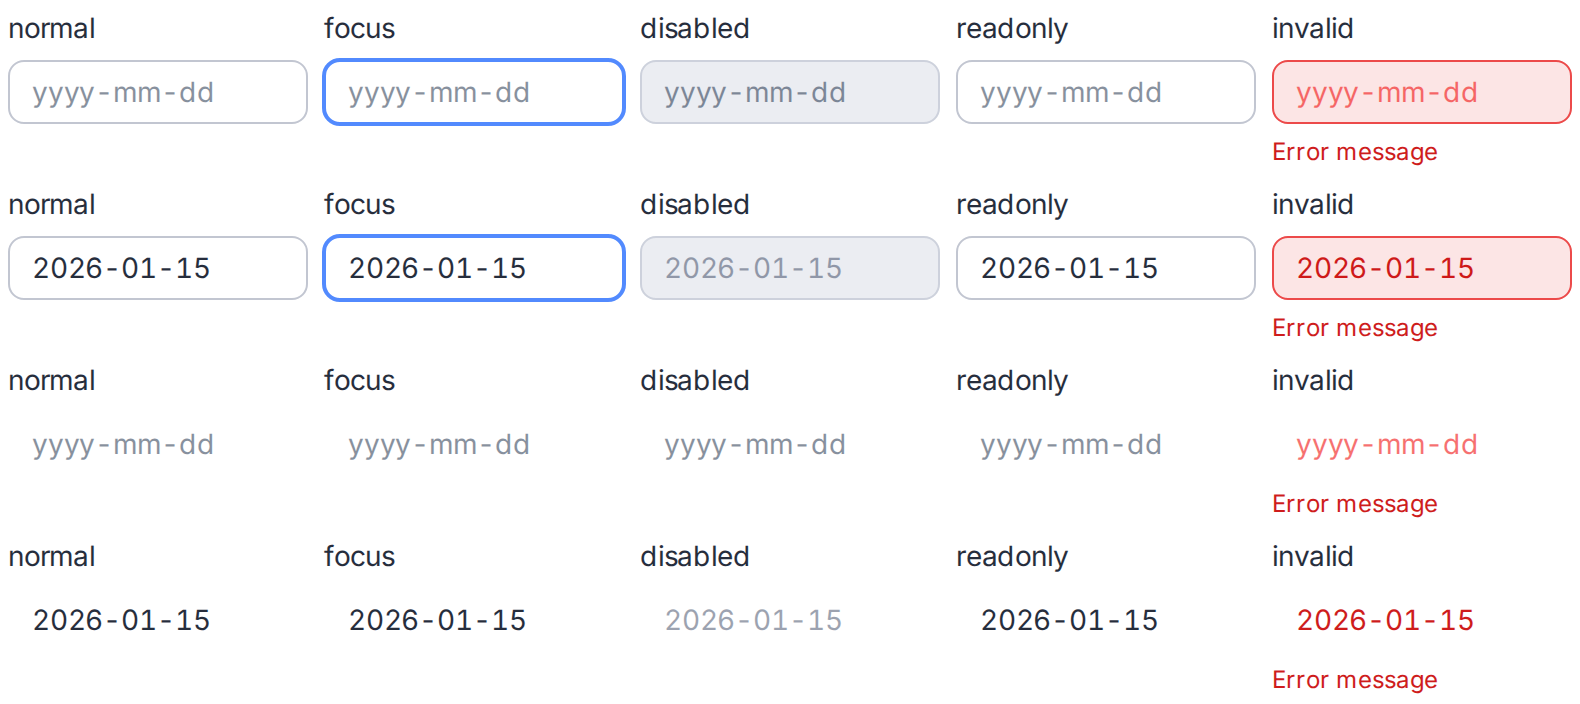 normal focus disabled readonly invalid
yyyy-mm-dd yyyy-mm-dd yyyy-mm-dd yyyy-mm-dd yyyy-mm-dd
Error message
normal focus disabled readonly invalid
2026-01-15 2026-01-15 2026-01-15 2026-01-15 2026-01-15
Error message
normal focus disabled readonly invalid
yyyy-mm-dd yyyy-mm-dd yyyy-mm-dd yyyy-mm-dd yyyy-mm-dd
Error message
normal focus disabled readonly invalid
2026-01-15 2026-01-15 2026-01-15 2026-01-15 2026-01-15
Error message